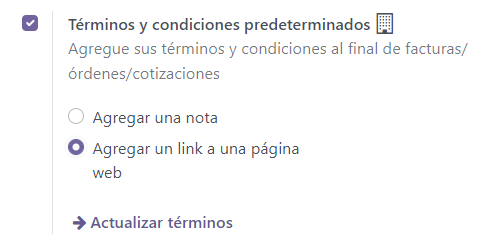 Términos y condiciones predeterminados
Agregue sus términos y condiciones al final de facturas/
órdenes/cotizaciones
Agregar una nota
Agregar un link a una página
web
Actualizar términos